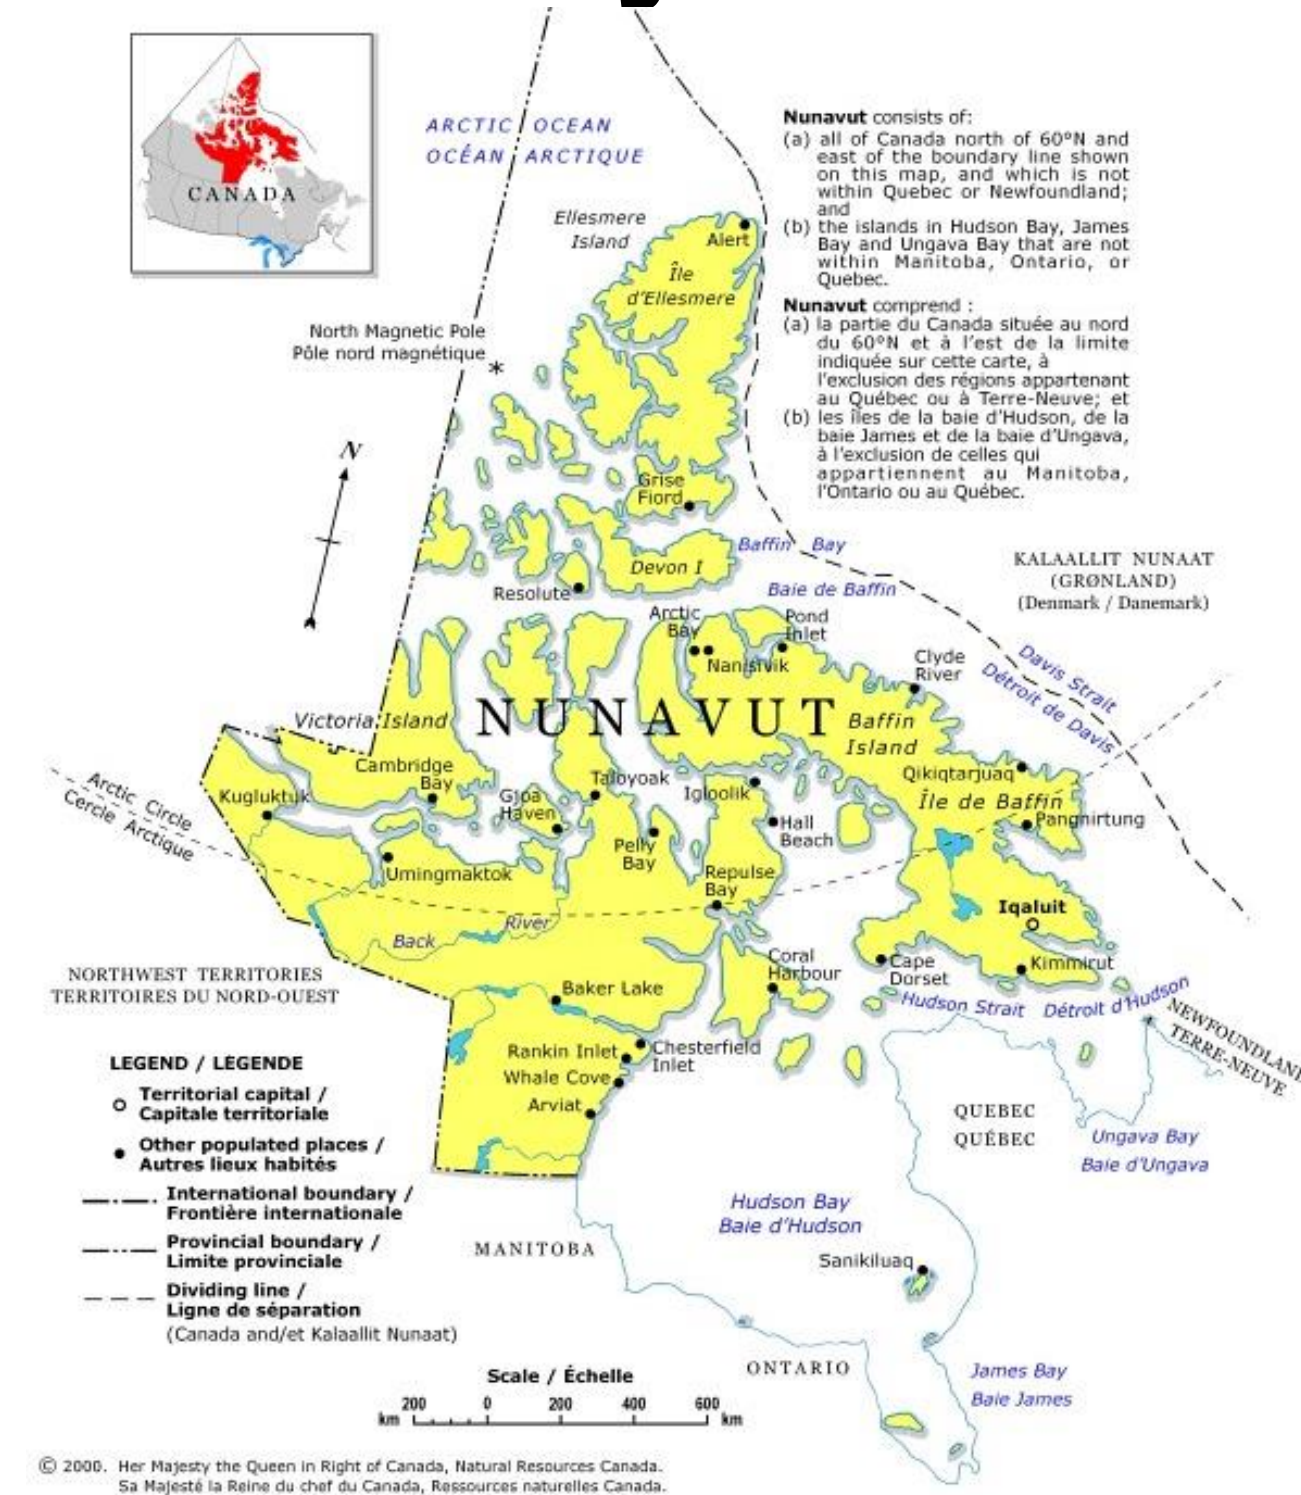 CANADA
ARCTIC OCEAN
OCÉAN ARCTIQUE
Nunavut consists of:
(a) all of Canada north of 60°N and
east of the boundary line shown
on this map, and which is not
within Quebec or Newfoundland;
and
(b) the islands in Hudson Bay, James
Bay and Ungava Bay that are not
within Manitoba, Ontario, or
Quebec.
Nunavut comprend :
(a) la partie du Canada située au nord
du 60°N et à l'est de la limite
indiquée sur cette carte, à
l'exclusion des régions appartenant
au Québec ou à Terre-Neuve; et
(b) les îles de la baie d'Hudson, de la
baie James et de la baie d'Ungava,
à l'exclusion de celles qui
appartiennent au Manitoba,
l'Ontario ou au Québec.
Ellesmere
Island
Alert
Île
d'Ellesmere
North Magnetic Pole
Pôle nord magnétique
*
N
Grise
Fiord
Baffin Bay
Baie de Baffin
Devon I
Resolute
KALAALLIT NUNAAT
(GRØNLAND)
(Denmark / Danemark)
Arctic
Bay
Nanisivik
Pond
Inlet
Clyde
River
Davis Strait
Détroit de Davis
NUNAVUT
Victoria Island
Baffin
Island
Cambridge
Bay
Kugluktuk
Arctic Circle
Cercle Arctique
Gjoa
Haven
Taloyoak
Igloolik
Qikiqtarjuaq
Île de Baffin
Pangnirtung
Hall
Beach
Pelly
Bay
Umingmaktok
Repulse
Bay
Iqaluit
Back River
Cape
Dorset
Kimmirut
Coral
Harbour
Hudson Strait Détroit d'Hudson
NORTHWEST TERRITORIES
TERRITOIRES DU NORD-OUEST
Baker Lake
NEWFOUNDLAND
TERRE-NEUVE
Rankin Inlet
Chesterfield
Inlet
Whale Cove
Arviat
QUEBEC
QUÉBEC
Ungava Bay
Baie d'Ungava
LEGEND / LÉGENDE
Territorial capital /
Capitale territoriale
Other populated places /
Autres lieux habités
International boundary /
Frontière internationale
Provincial boundary /
Limite provinciale
Dividing line /
Ligne de séparation
(Canada and/et Kalaallit Nunaat)
Hudson Bay
Baie d'Hudson
MANITOBA
Sanikiluaq
ONTARIO
James Bay
Baie James
Scale / Échelle
km 200 0 200 400 600 km
© 2000. Her Majesty the Queen in Right of Canada, Natural Resources Canada.
Sa Majesté la Reine du chef du Canada, Ressources naturelles Canada.